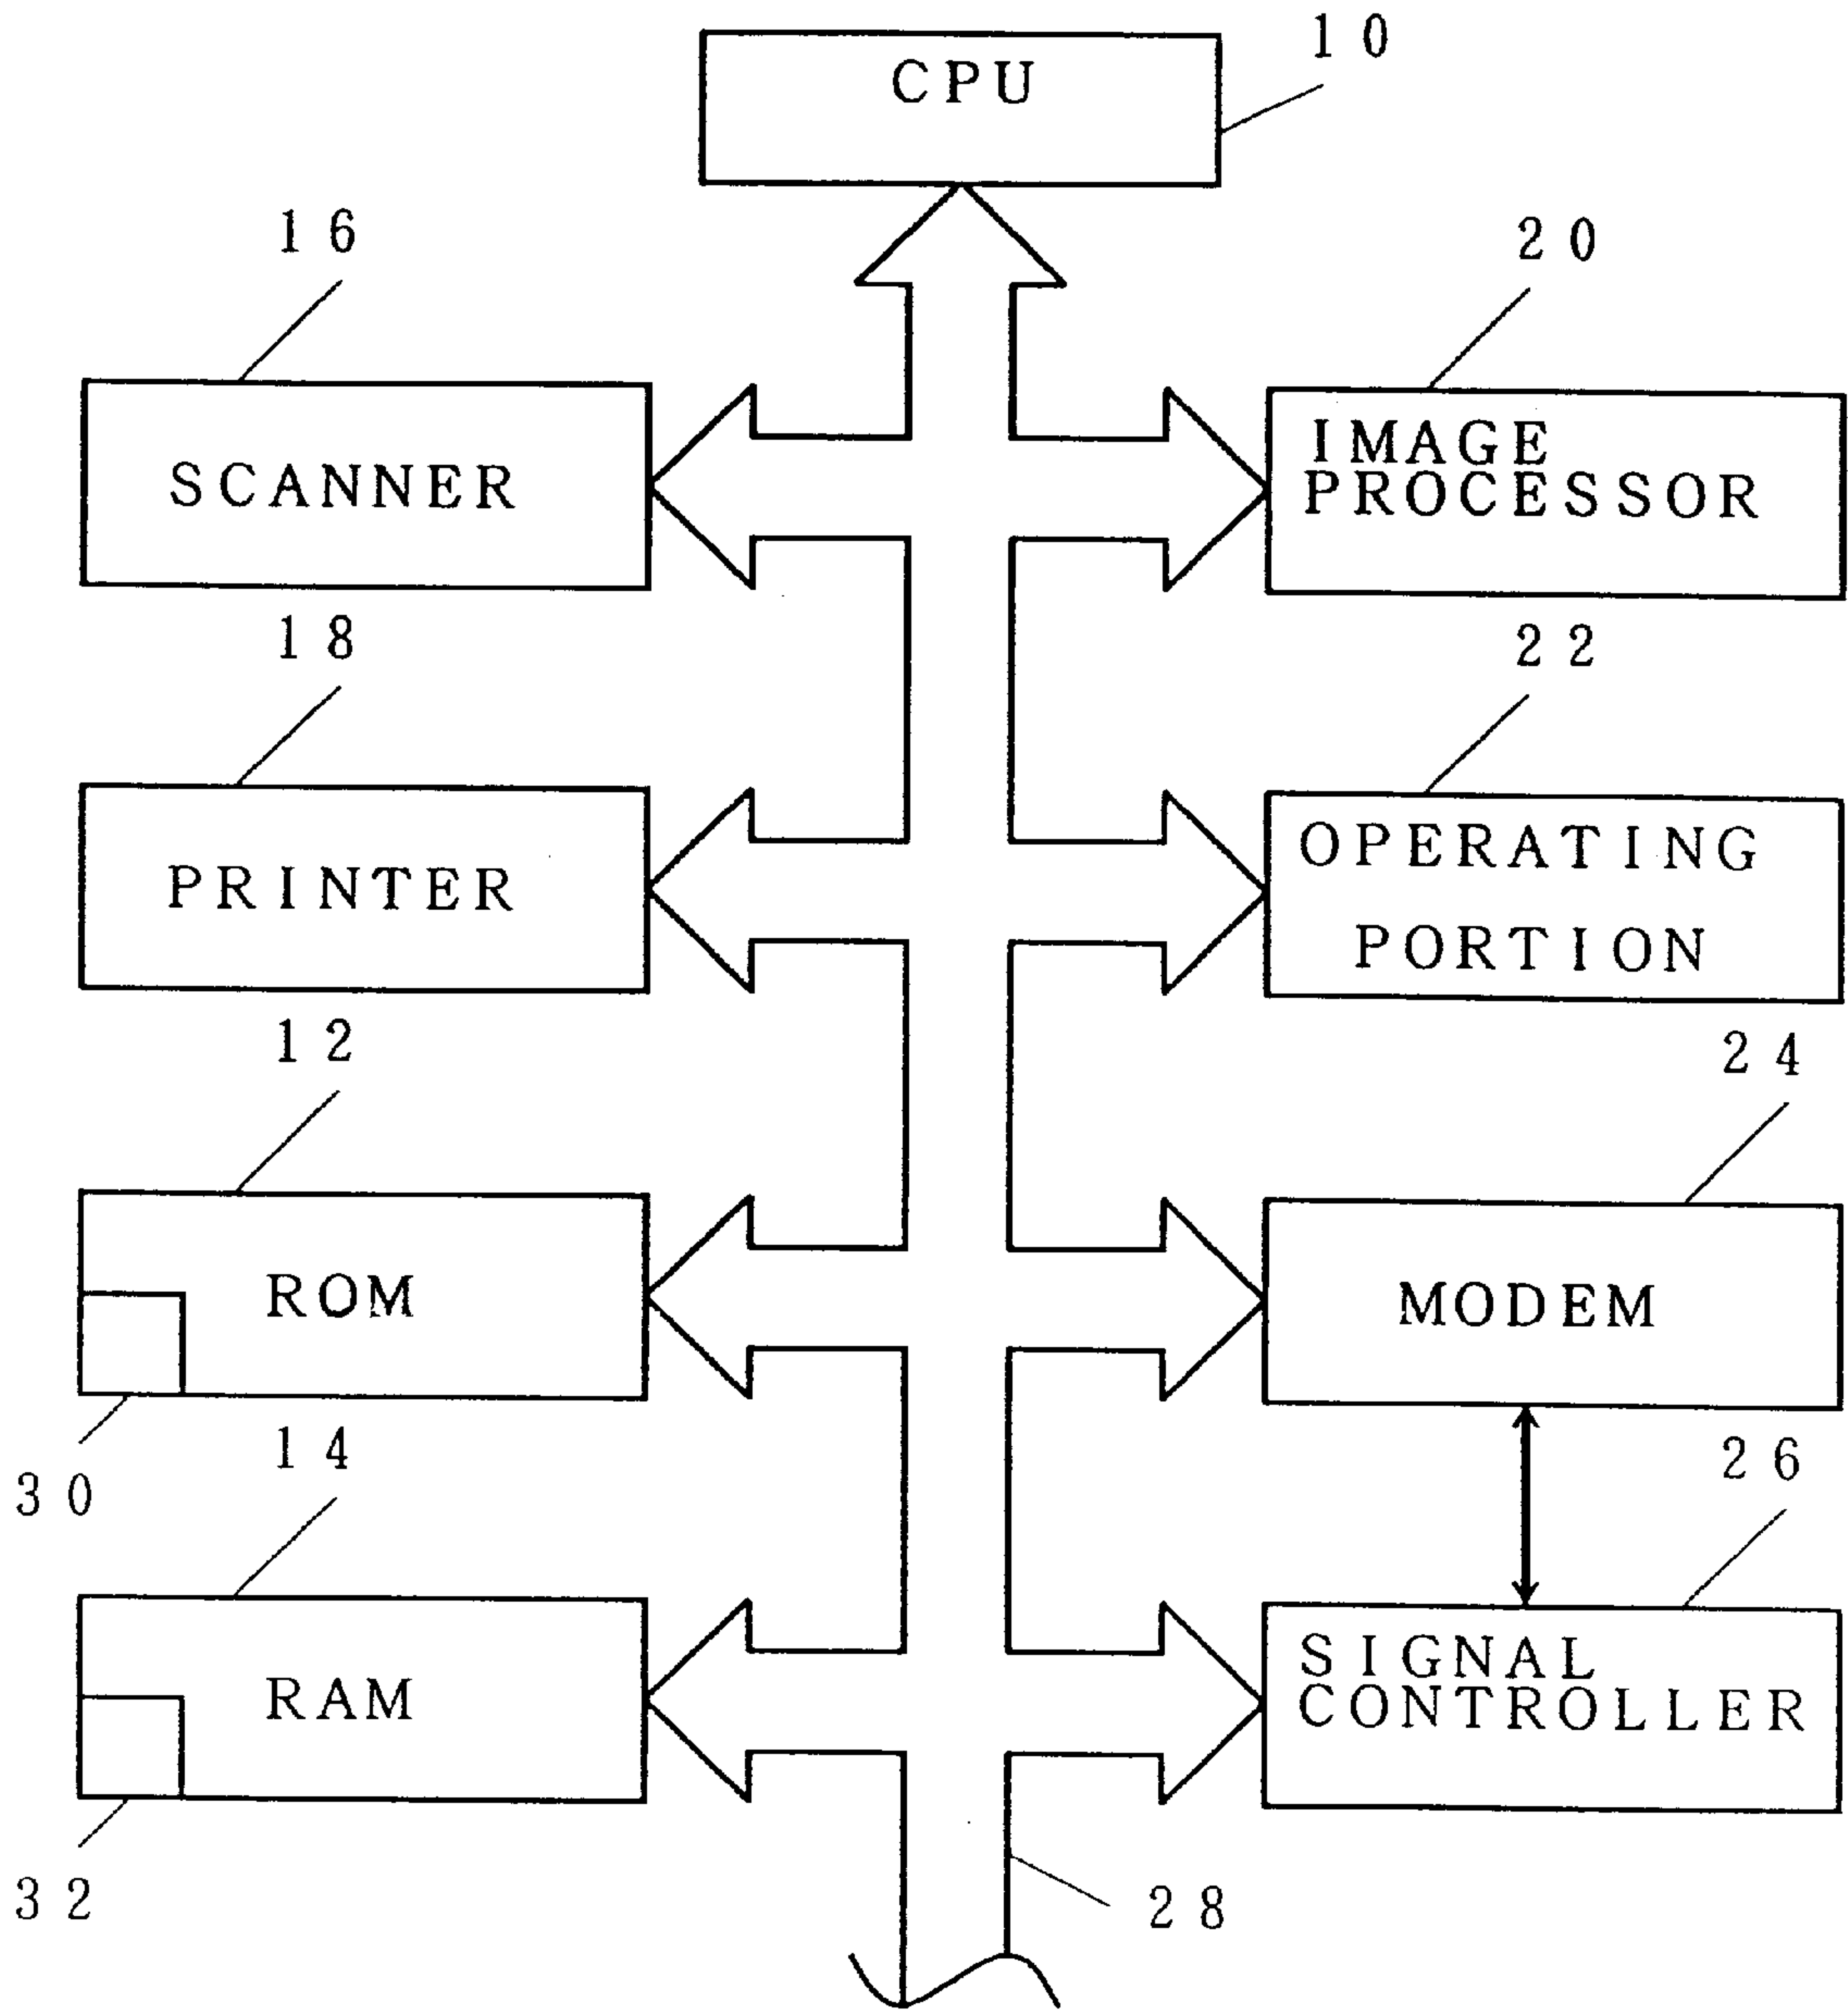 CPU
10
16
20
SCANNER
IMAGE
PROCESSOR
18
22
PRINTER
OPERATING
PORTION
12
24
ROM
MODEM
30
14
26
RAM
SIGNAL
CONTROLLER
32
28